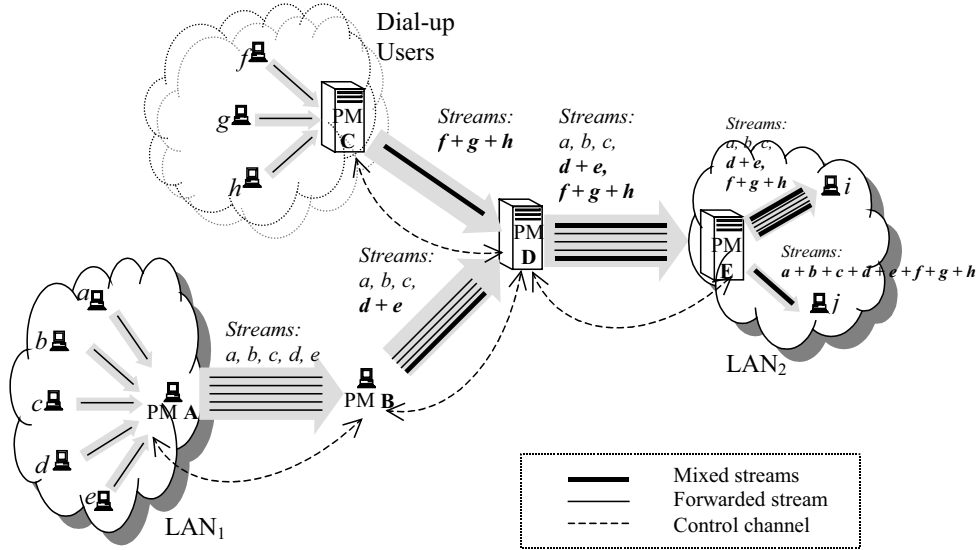 Dial-up
Users
f
g
h
PM
C
Streams:
f + g + h
Streams:
a, b, c,
d + e,
f + g + h
Streams:
a, b, c,
d + e,
f + g + h
i
PM
D
PM
E
Streams:
a + b + c + d + e + f + g + h
j
LAN2
Streams:
a, b, c,
d + e
a
b
c
d
e
PM A
Streams:
a, b, c, d, e
PM B
LAN1
Mixed streams
Forwarded stream
Control channel